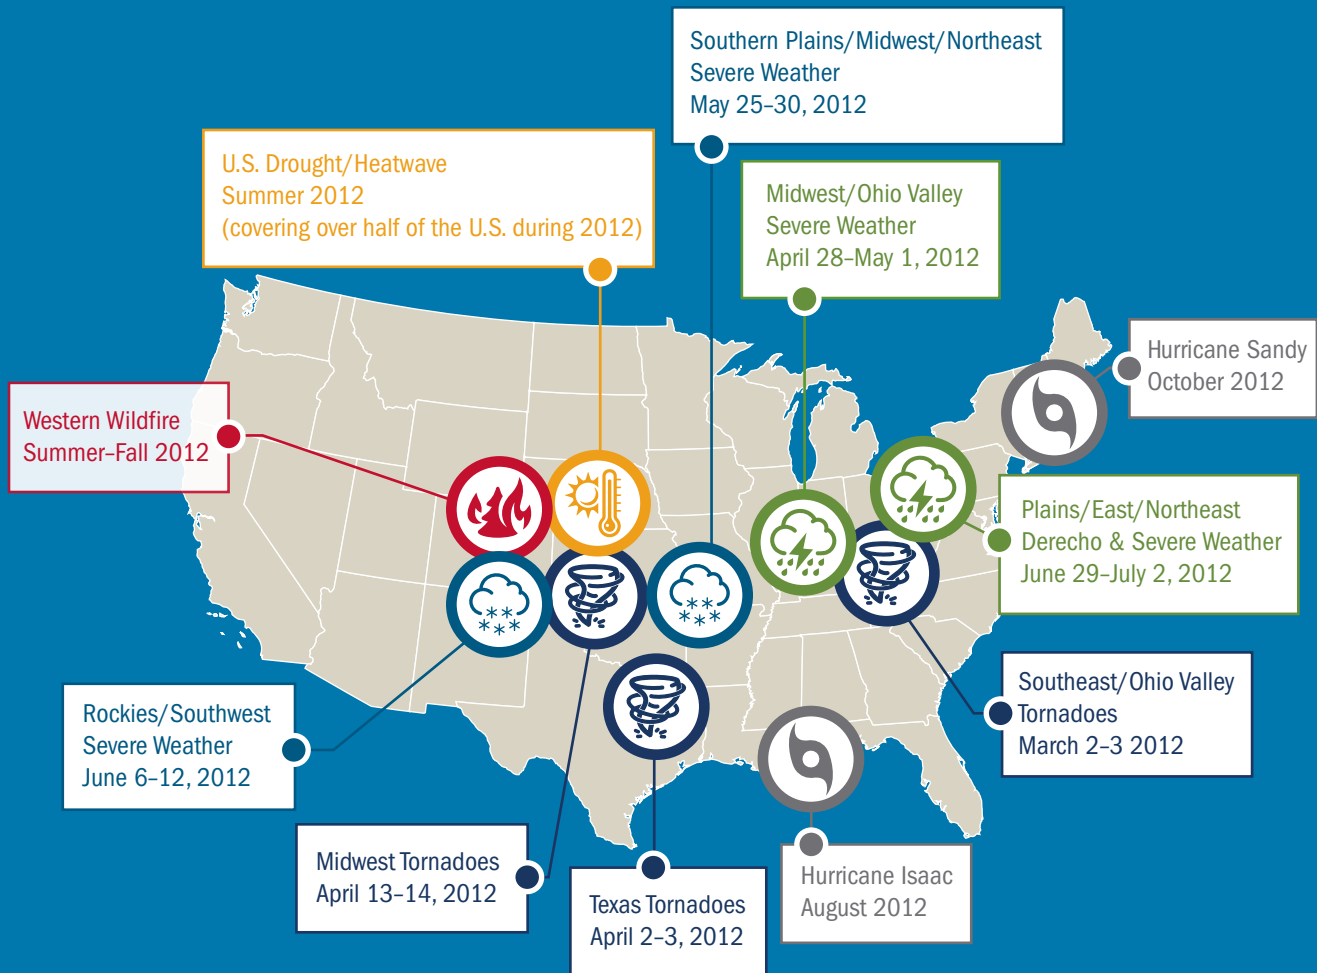 Southern Plains/Midwest/Northeast
Severe Weather
May 25–30, 2012
U.S. Drought/Heatwave
Summer 2012
(covering over half of the U.S. during 2012)
Midwest/Ohio Valley
Severe Weather
April 28–May 1, 2012
Hurricane Sandy
October 2012
Western Wildfire
Summer–Fall 2012
Plains/East/Northeast
Derecho & Severe Weather
June 29–July 2, 2012
Southeast/Ohio Valley
Tornadoes
March 2–3 2012
Rockies/Southwest
Severe Weather
June 6–12, 2012
Midwest Tornadoes
April 13–14, 2012
Texas Tornadoes
April 2–3, 2012
Hurricane Isaac
August 2012